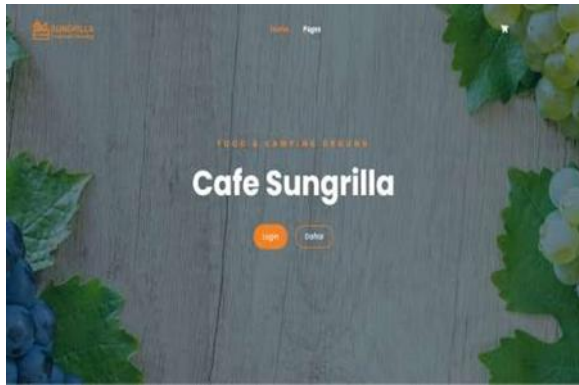 SUNGRILLA
Home Pages
FOOD & CAMPING GROUND
Cafe Sungrilla
Login Daftar